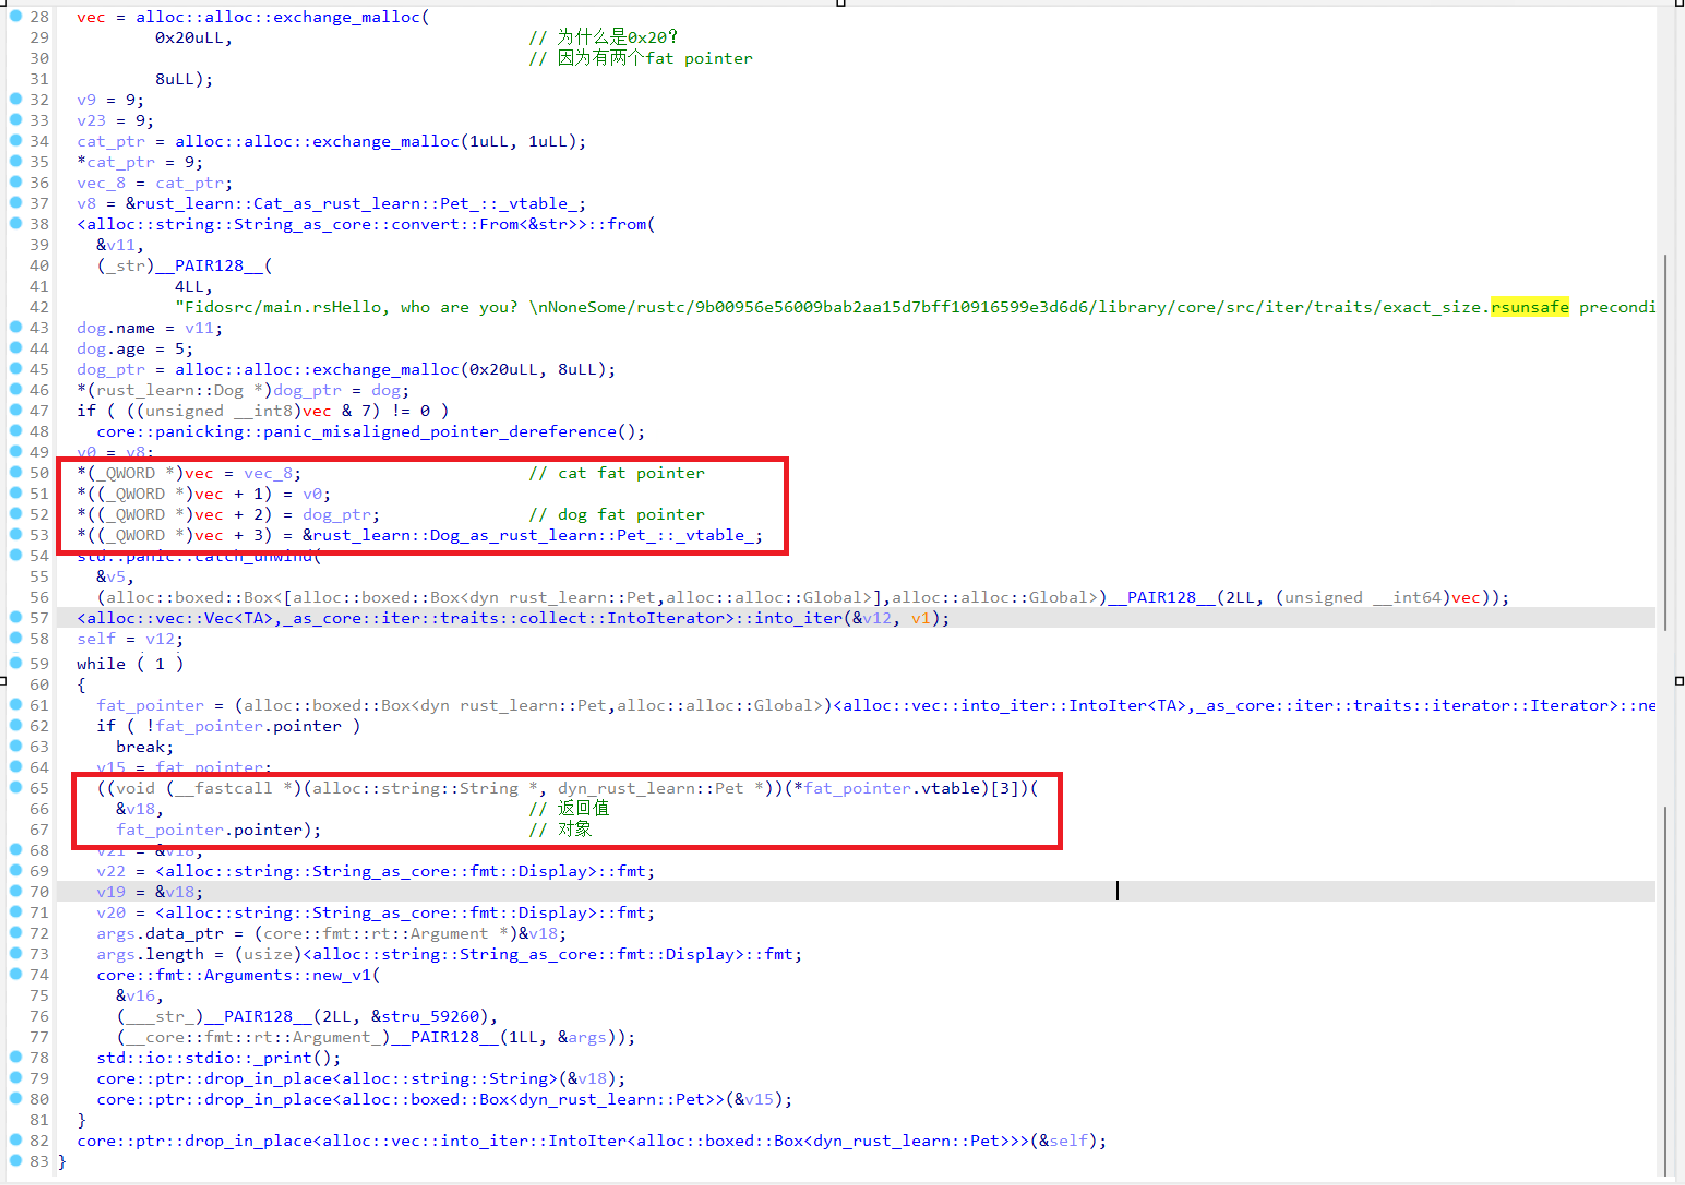 28 vec = alloc::alloc::exchange_malloc(
29 0x20uLL, // 为什么是0x20?
30 // 因为有两个fat pointer
31 8uLL);
32 v9 = 9;
33 v23 = 9;
34 cat_ptr = alloc::alloc::exchange_malloc(1uLL, 1uLL);
35 *cat_ptr = 9;
36 vec_8 = cat_ptr;
37 v8 = &rust_learn::Cat_as_rust_learn::Pet_::_vtable_;
38 <alloc::string::String_as_core::convert::From<&str>>::from(
39 &v11,
40 (_str)__PAIR128__(
41 4LL,
42 "Fidosrc/main.rsHello, who are you? \nNoneSome/rustc/9b00956e56009bab2aa15d7bff10916599e3d6d6/library/core/src/iter/traits/exact_size.rsunsafe precondi
43 dog.name = v11;
44 dog.age = 5;
45 dog_ptr = alloc::alloc::exchange_malloc(0x20uLL, 8uLL);
46 *(rust_learn::Dog *)dog_ptr = dog;
47 if ( ((unsigned __int8)vec & 7) != 0 )
48 core::panicking::panic_misaligned_pointer_dereference();
49 v0 = v8;
50 *(_QWORD *)vec = vec_8; // cat fat pointer
51 *((_QWORD *)vec + 1) = v0;
52 *((_QWORD *)vec + 2) = dog_ptr; // dog fat pointer
53 *((_QWORD *)vec + 3) = &rust_learn::Dog_as_rust_learn::Pet_::_vtable_;
54 std::panic::catch_unwind(
55 &v5,
56 (alloc::boxed::Box<[alloc::boxed::Box<dyn rust_learn::Pet,alloc::alloc::Global>],alloc::alloc::Global>)__PAIR128__(2LL, (unsigned __int64)vec));
57 <alloc::vec::Vec<TA>,_as_core::iter::traits::collect::IntoIterator>::into_iter(&v12, v1);
58 self = v12;
59 while ( 1 )
60 {
61 fat_pointer = (alloc::boxed::Box<dyn rust_learn::Pet,alloc::alloc::Global>)<alloc::vec::into_iter::IntoIter<TA>,_as_core::iter::traits::iterator::Iterator>::ne
62 if ( !fat_pointer.pointer )
63 break;
64 v15 = fat_pointer;
65 ((void (__fastcall *)(alloc::string::String *, dyn_rust_learn::Pet *))(*fat_pointer.vtable)[3])(
66 &v18, // 返回值
67 fat_pointer.pointer); // 对象
68 v21 = &v18;
69 v22 = <alloc::string::String_as_core::fmt::Display>::fmt;
70 v19 = &v18;
71 v20 = <alloc::string::String_as_core::fmt::Display>::fmt;
72 args.data_ptr = (core::fmt::rt::Argument *)&v18;
73 args.length = (usize)<alloc::string::String_as_core::fmt::Display>::fmt;
74 core::fmt::Arguments::new_v1(
75 &v16,
76 (___str_)__PAIR128__(2LL, &stru_59260),
77 (__core::fmt::rt::Argument_)__PAIR128__(1LL, &args));
78 std::io::stdio::_print();
79 core::ptr::drop_in_place<alloc::string::String>(&v18);
80 core::ptr::drop_in_place<alloc::boxed::Box<dyn_rust_learn::Pet>>(&v15);
81 }
82 core::ptr::drop_in_place<alloc::vec::into_iter::IntoIter<alloc::boxed::Box<dyn_rust_learn::Pet>>>(&self);
83 }